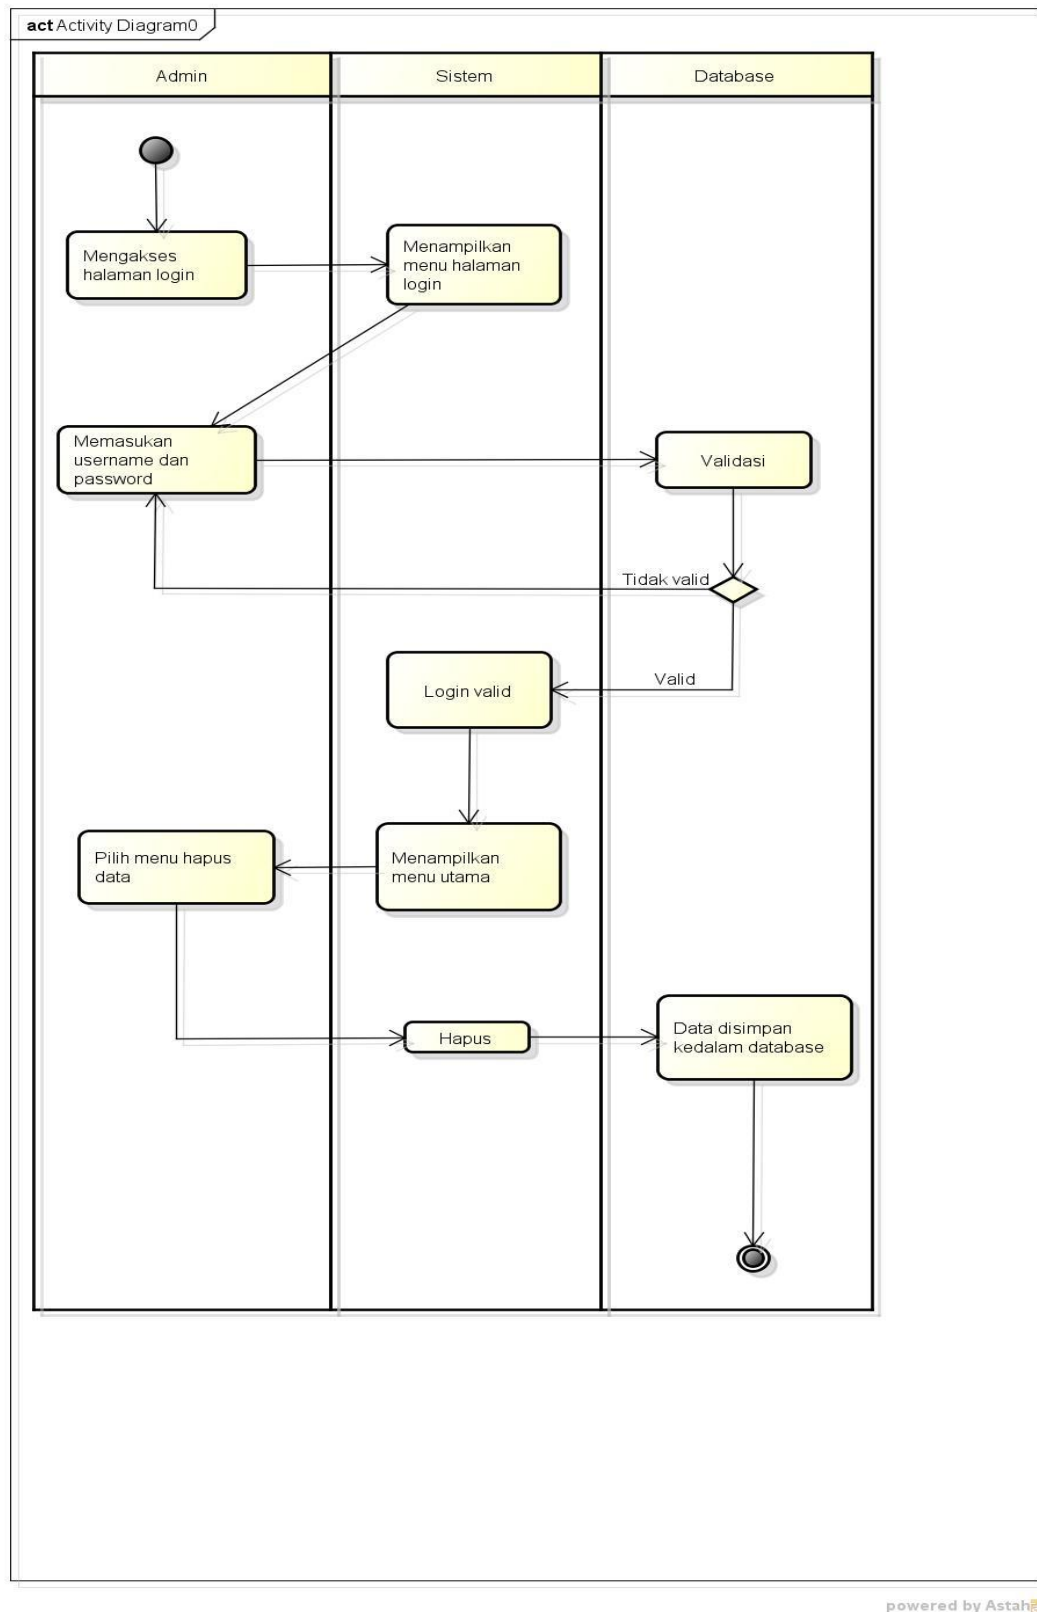 act Activity Diagram0
Admin
Sistem
Database
Mengakses
halaman login
Menampilkan
menu halaman
login
Memasukan
username dan
password
Validasi
Tidak valid
Valid
Login valid
Pilih menu hapus
data
Menampilkan
menu utama
Hapus
Data disimpan
kedalam database
powered by Astah